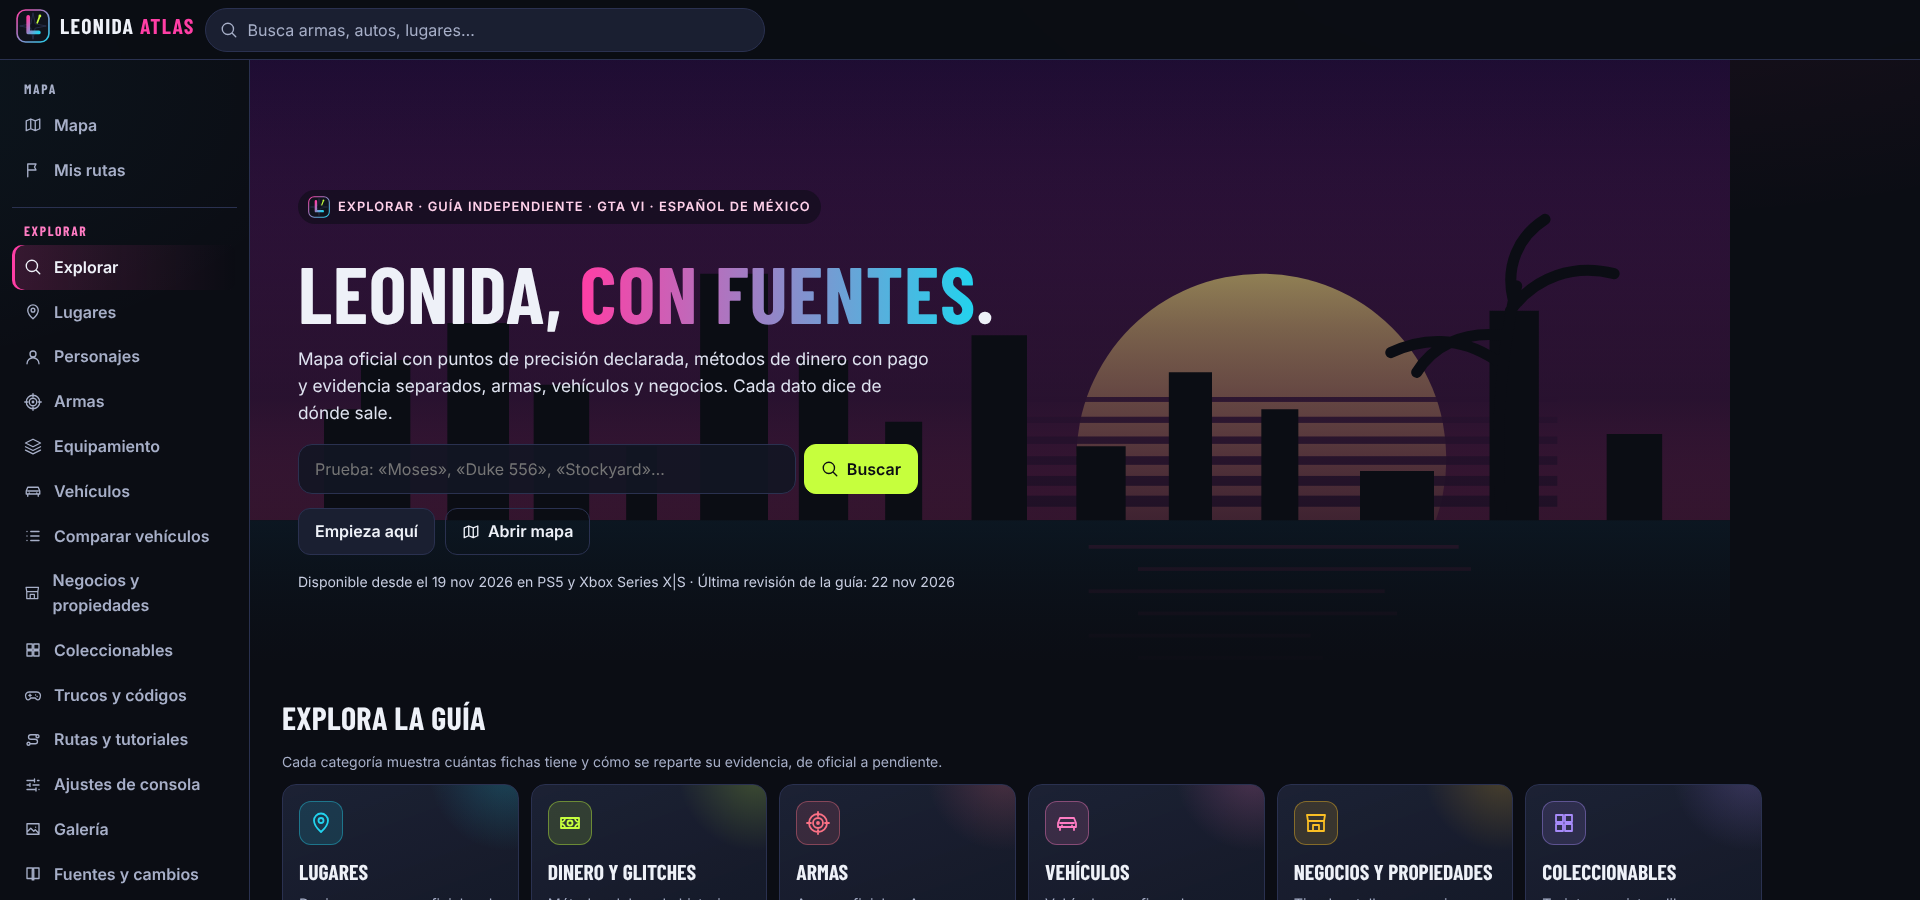 LEONIDA ATLAS
Busca armas, autos, lugares...
MAPA
Mapa
Mis rutas
EXPLORAR
Explorar
Lugares
Personajes
Armas
Equipamiento
Vehículos
Comparar vehículos
Negocios y
propiedades
Coleccionables
Trucos y códigos
Rutas y tutoriales
Ajustes de consola
Galería
Fuentes y cambios
EXPLORAR · GUÍA INDEPENDIENTE · GTA VI · ESPAÑOL DE MÉXICO
LEONIDA, CON FUENTES.
Mapa oficial con puntos de precisión declarada, métodos de dinero con pago
y evidencia separados, armas, vehículos y negocios. Cada dato dice de
dónde sale.
Prueba: «Moses», «Duke 556», «Stockyard»...
Buscar
Empieza aquí
Abrir mapa
Disponible desde el 19 nov 2026 en PS5 y Xbox Series X|S · Última revisión de la guía: 22 nov 2026
EXPLORA LA GUÍA
Cada categoría muestra cuántas fichas tiene y cómo se reparte su evidencia, de oficial a pendiente.
LUGARES
DINERO Y GLITCHES
ARMAS
VEHÍCULOS
NEGOCIOS Y PROPIEDADES
COLECCIONABLES